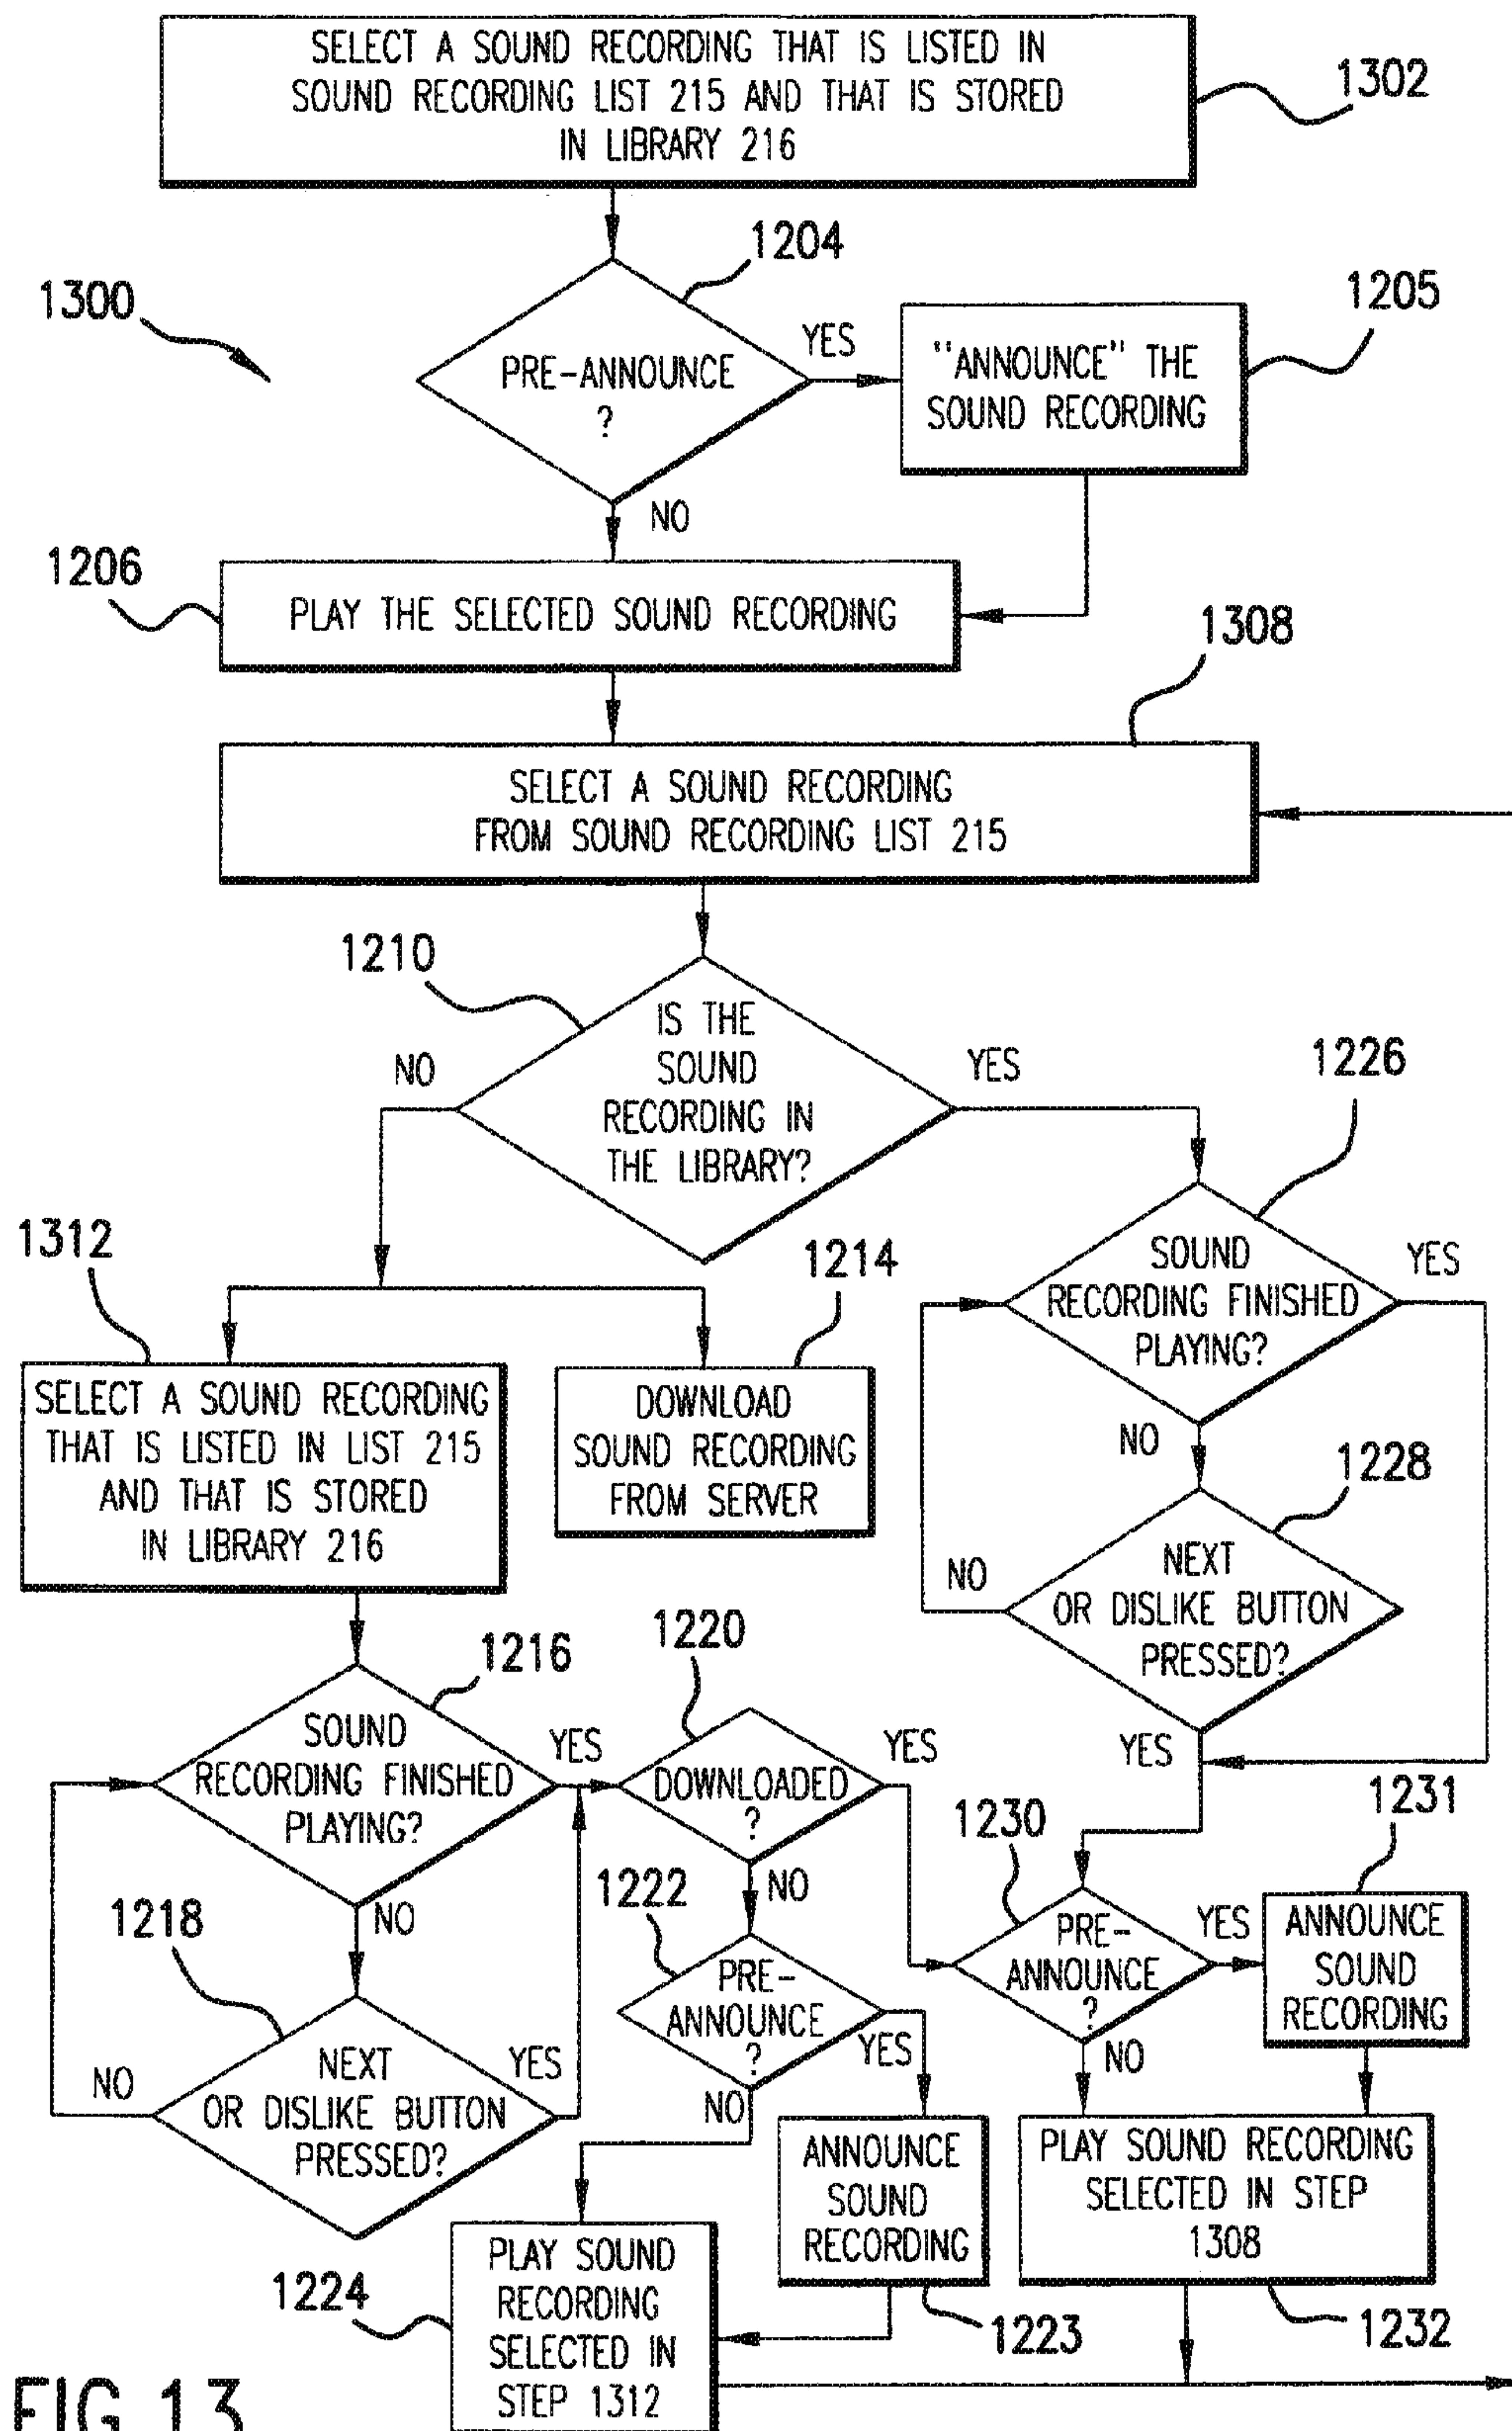 SELECT A SOUND RECORDING THAT IS LISTED IN
SOUND RECORDING LIST 215 AND THAT IS STORED
IN LIBRARY 216
1302
1204
1300
PRE-ANNOUNCE
?
YES
NO
1205
"ANNOUNCE" THE
SOUND RECORDING
1206
PLAY THE SELECTED SOUND RECORDING
1308
SELECT A SOUND RECORDING
FROM SOUND RECORDING LIST 215
1210
IS THE
SOUND
RECORDING IN
THE LIBRARY?
NO
YES
1226
SOUND
RECORDING FINISHED
PLAYING?
YES
NO
1312
SELECT A SOUND RECORDING
THAT IS LISTED IN LIST 215
AND THAT IS STORED
IN LIBRARY 216
1214
DOWNLOAD
SOUND RECORDING
FROM SERVER
1228
NEXT
OR DISLIKE BUTTON
PRESSED?
NO
YES
1216
SOUND
RECORDING FINISHED
PLAYING?
YES
NO
1220
DOWNLOADED
?
YES
NO
1218
NEXT
OR DISLIKE BUTTON
PRESSED?
NO
YES
1222
PRE-
ANNOUNCE
?
YES
NO
1230
PRE-
ANNOUNCE
?
YES
NO
1231
ANNOUNCE
SOUND
RECORDING
ANNOUNCE
SOUND
RECORDING
1223
PLAY SOUND RECORDING
SELECTED IN STEP
1308
1232
1224
PLAY SOUND
RECORDING
SELECTED IN
STEP 1312
FIG.13